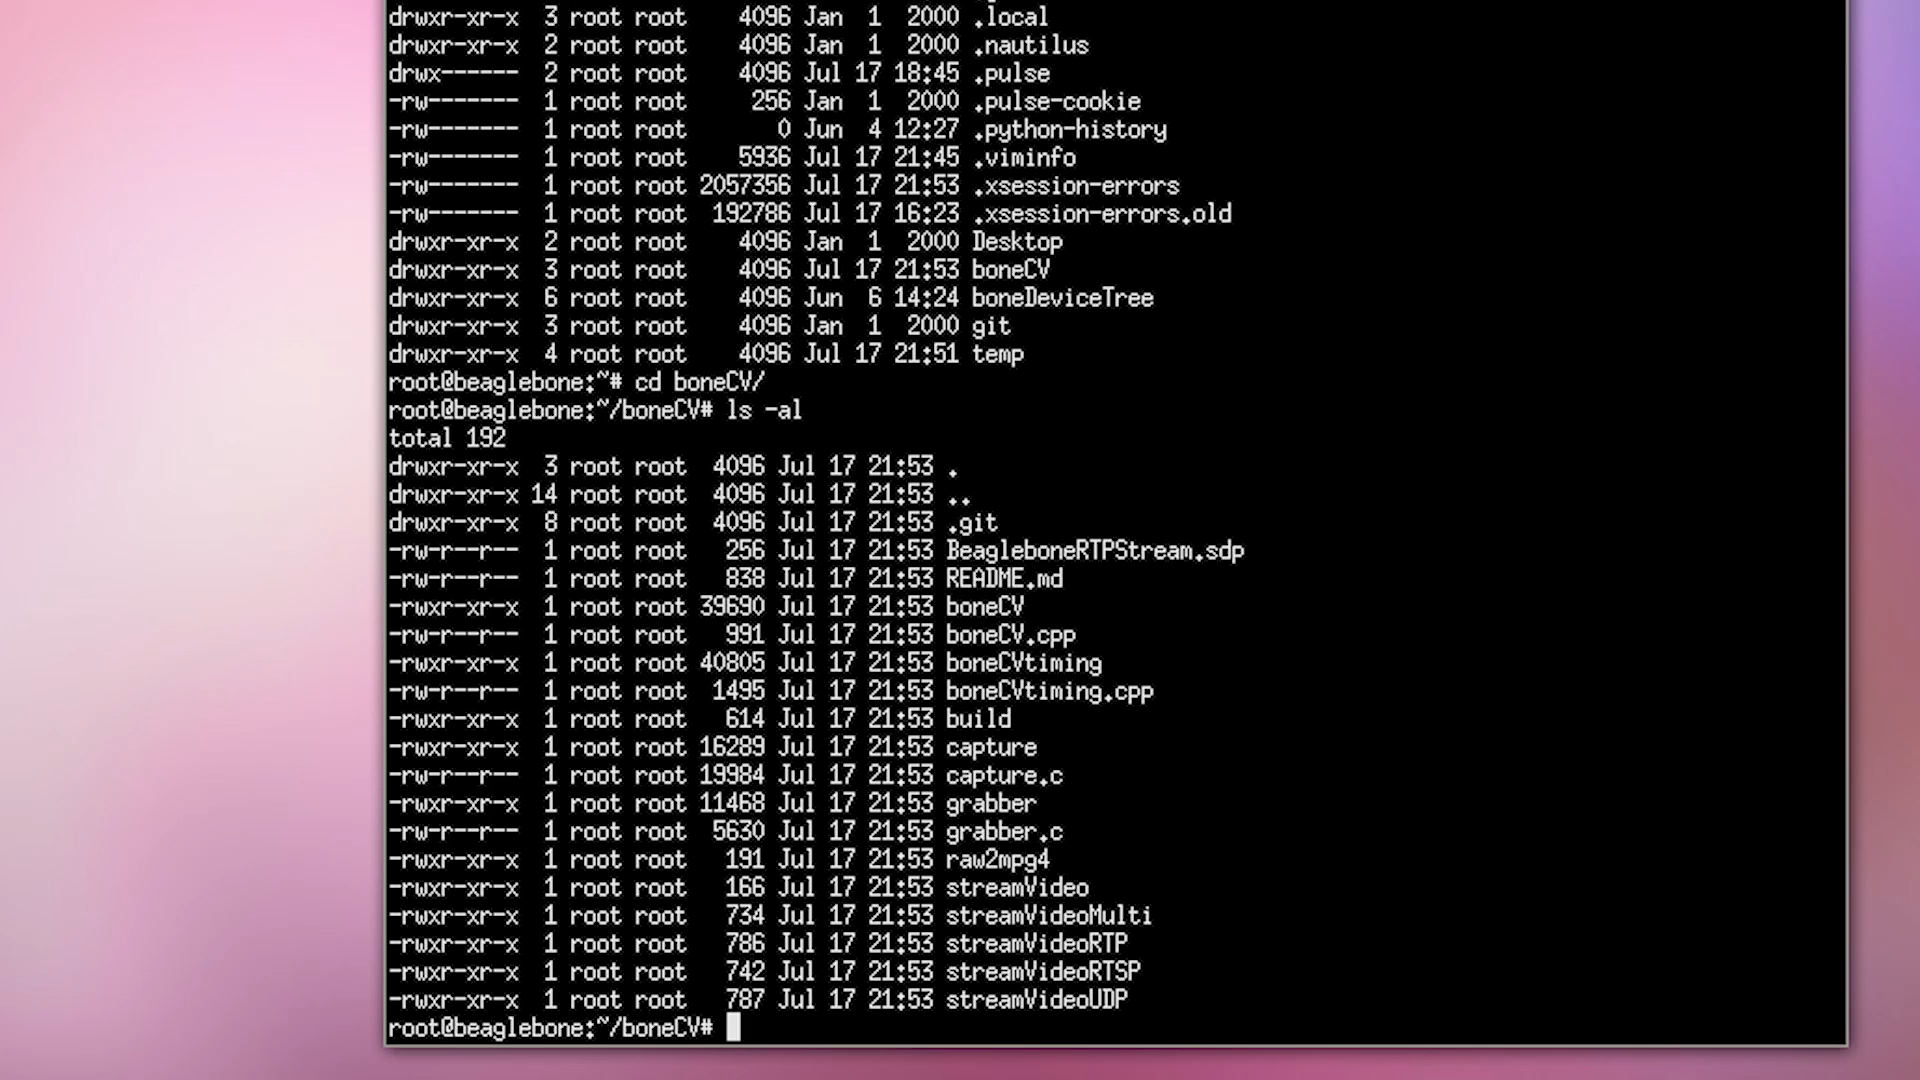 drwxr-xr-x  3 root root    4096 Jan  1  2000 .local
drwxr-xr-x  2 root root    4096 Jan  1  2000 .nautilus
drwx------  2 root root    4096 Jul 17 18:45 .pulse
-rw-------  1 root root     256 Jan  1  2000 .pulse-cookie
-rw-------  1 root root       0 Jun  4 12:27 .python-history
-rw-------  1 root root    5936 Jul 17 21:45 .viminfo
-rw-------  1 root root 2057356 Jul 17 21:53 .xsession-errors
-rw-------  1 root root  192786 Jul 17 16:23 .xsession-errors.old
drwxr-xr-x  2 root root    4096 Jan  1  2000 Desktop
drwxr-xr-x  3 root root    4096 Jul 17 21:53 boneCV
drwxr-xr-x  6 root root    4096 Jun  6 14:24 boneDeviceTree
drwxr-xr-x  3 root root    4096 Jan  1  2000 git
drwxr-xr-x  4 root root    4096 Jul 17 21:51 temp
root@beaglebone:~# cd boneCV/
root@beaglebone:~/boneCV# ls -al
total 192
drwxr-xr-x  3 root root  4096 Jul 17 21:53 .
drwxr-xr-x 14 root root  4096 Jul 17 21:53 ..
drwxr-xr-x  8 root root  4096 Jul 17 21:53 .git
-rw-r--r--  1 root root   256 Jul 17 21:53 BeagleboneRTPStream.sdp
-rw-r--r--  1 root root   838 Jul 17 21:53 README.md
-rwxr-xr-x  1 root root 39690 Jul 17 21:53 boneCV
-rw-r--r--  1 root root   991 Jul 17 21:53 boneCV.cpp
-rwxr-xr-x  1 root root 40805 Jul 17 21:53 boneCVtiming
-rw-r--r--  1 root root  1495 Jul 17 21:53 boneCVtiming.cpp
-rwxr-xr-x  1 root root   614 Jul 17 21:53 build
-rwxr-xr-x  1 root root 16289 Jul 17 21:53 capture
-rw-r--r--  1 root root 19984 Jul 17 21:53 capture.c
-rwxr-xr-x  1 root root 11468 Jul 17 21:53 grabber
-rw-r--r--  1 root root  5630 Jul 17 21:53 grabber.c
-rwxr-xr-x  1 root root   191 Jul 17 21:53 raw2mpg4
-rwxr-xr-x  1 root root   166 Jul 17 21:53 streamVideo
-rwxr-xr-x  1 root root   734 Jul 17 21:53 streamVideoMulti
-rwxr-xr-x  1 root root   786 Jul 17 21:53 streamVideoRTP
-rwxr-xr-x  1 root root   742 Jul 17 21:53 streamVideoRTSP
-rwxr-xr-x  1 root root   787 Jul 17 21:53 streamVideoUDP
root@beaglebone:~/boneCV#